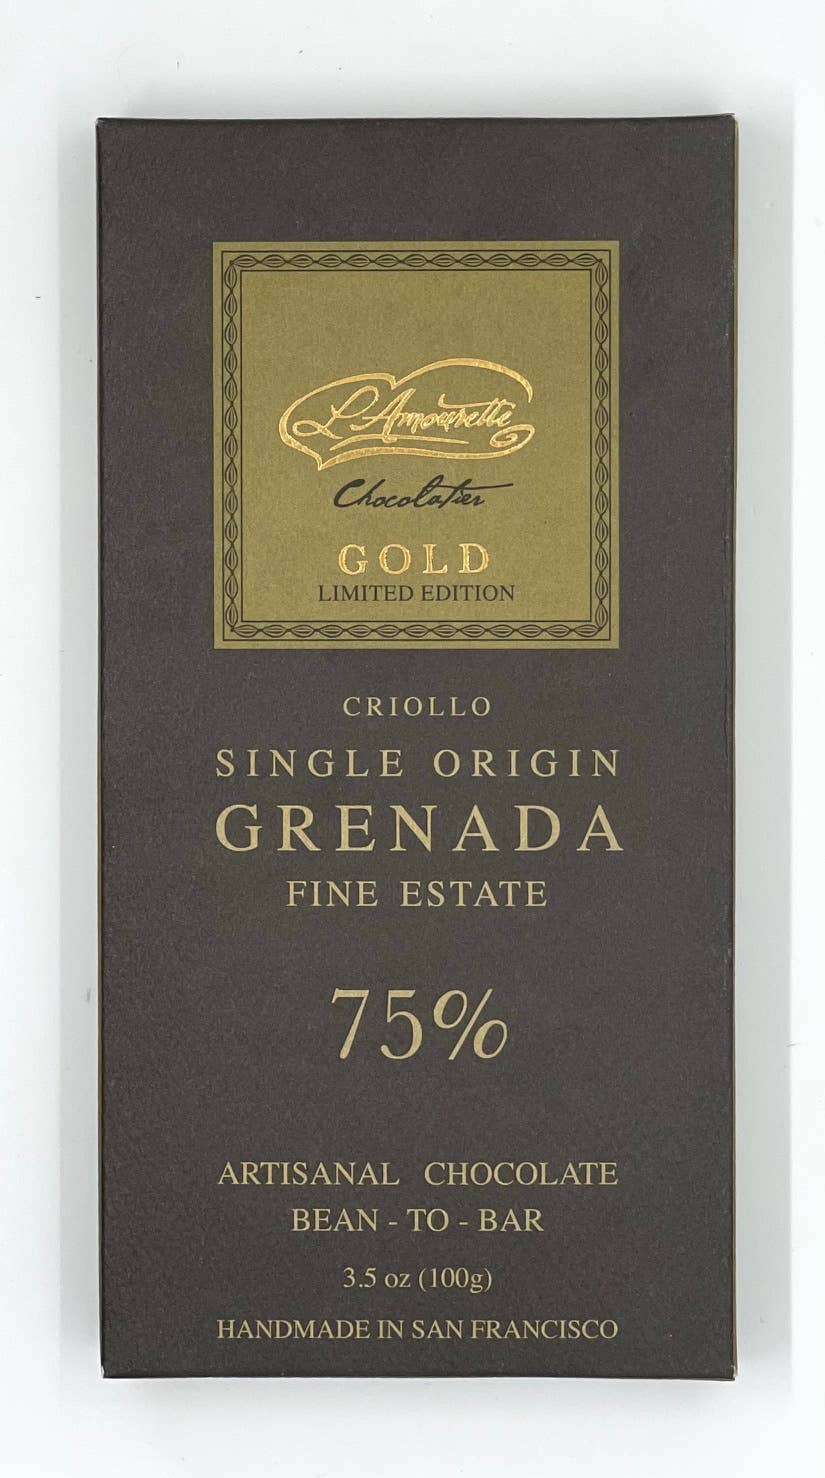 L'Amourette
Chocolatier
GOLD
LIMITED EDITION
CRIOLLO
SINGLE ORIGIN
GRENADA
FINE ESTATE
75%
ARTISANAL CHOCOLATE
BEAN - TO - BAR
3.5 oz (100g)
HANDMADE IN SAN FRANCISCO